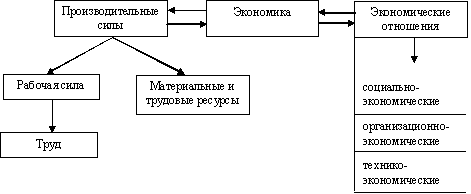 Производительные
силы
Экономика
Экономические
отношения
Рабочая сила
Материальные и
трудовые ресурсы
Труд
социально-
экономические
организационно-
экономические
технико-
экономические